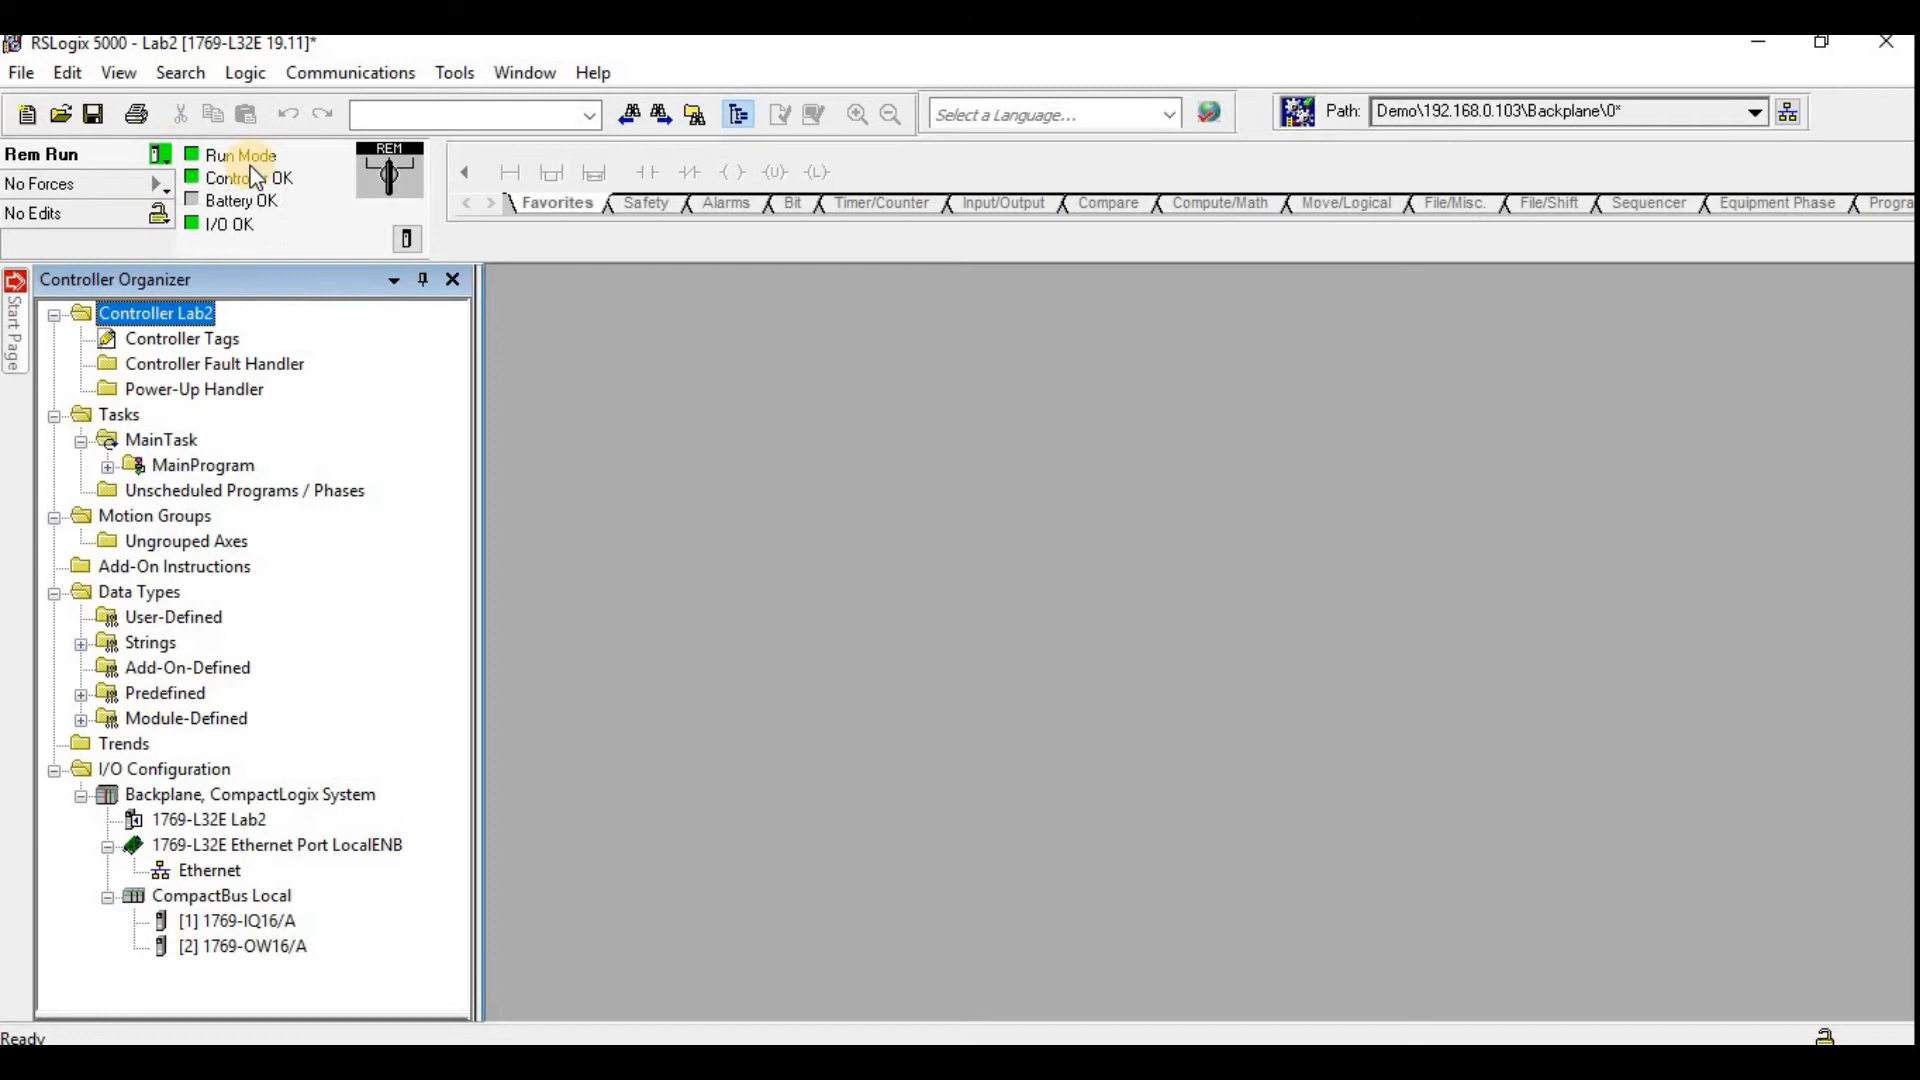 RSLogix 5000 - Lab2 [1769-L32E 19.11]*
File Edit View Search Logic Communications Tools Window Help
Select a Language... Path: Demo\192.168.0.103\Backplane\0*
Rem Run Run Mode REM
No Forces Controller OK
Battery OK
No Edits I/O OK
Favorites Safety Alarms Bit Timer/Counter Input/Output Compare Compute/Math Move/Logical File/Misc. File/Shift Sequencer Equipment Phase Progra
Start Page
Controller Organizer
Controller Lab2
Controller Tags
Controller Fault Handler
Power-Up Handler
Tasks
MainTask
MainProgram
Unscheduled Programs / Phases
Motion Groups
Ungrouped Axes
Add-On Instructions
Data Types
User-Defined
Strings
Add-On-Defined
Predefined
Module-Defined
Trends
I/O Configuration
Backplane, CompactLogix System
1769-L32E Lab2
1769-L32E Ethernet Port LocalENB
Ethernet
CompactBus Local
[1] 1769-IQ16/A
[2] 1769-OW16/A
Ready